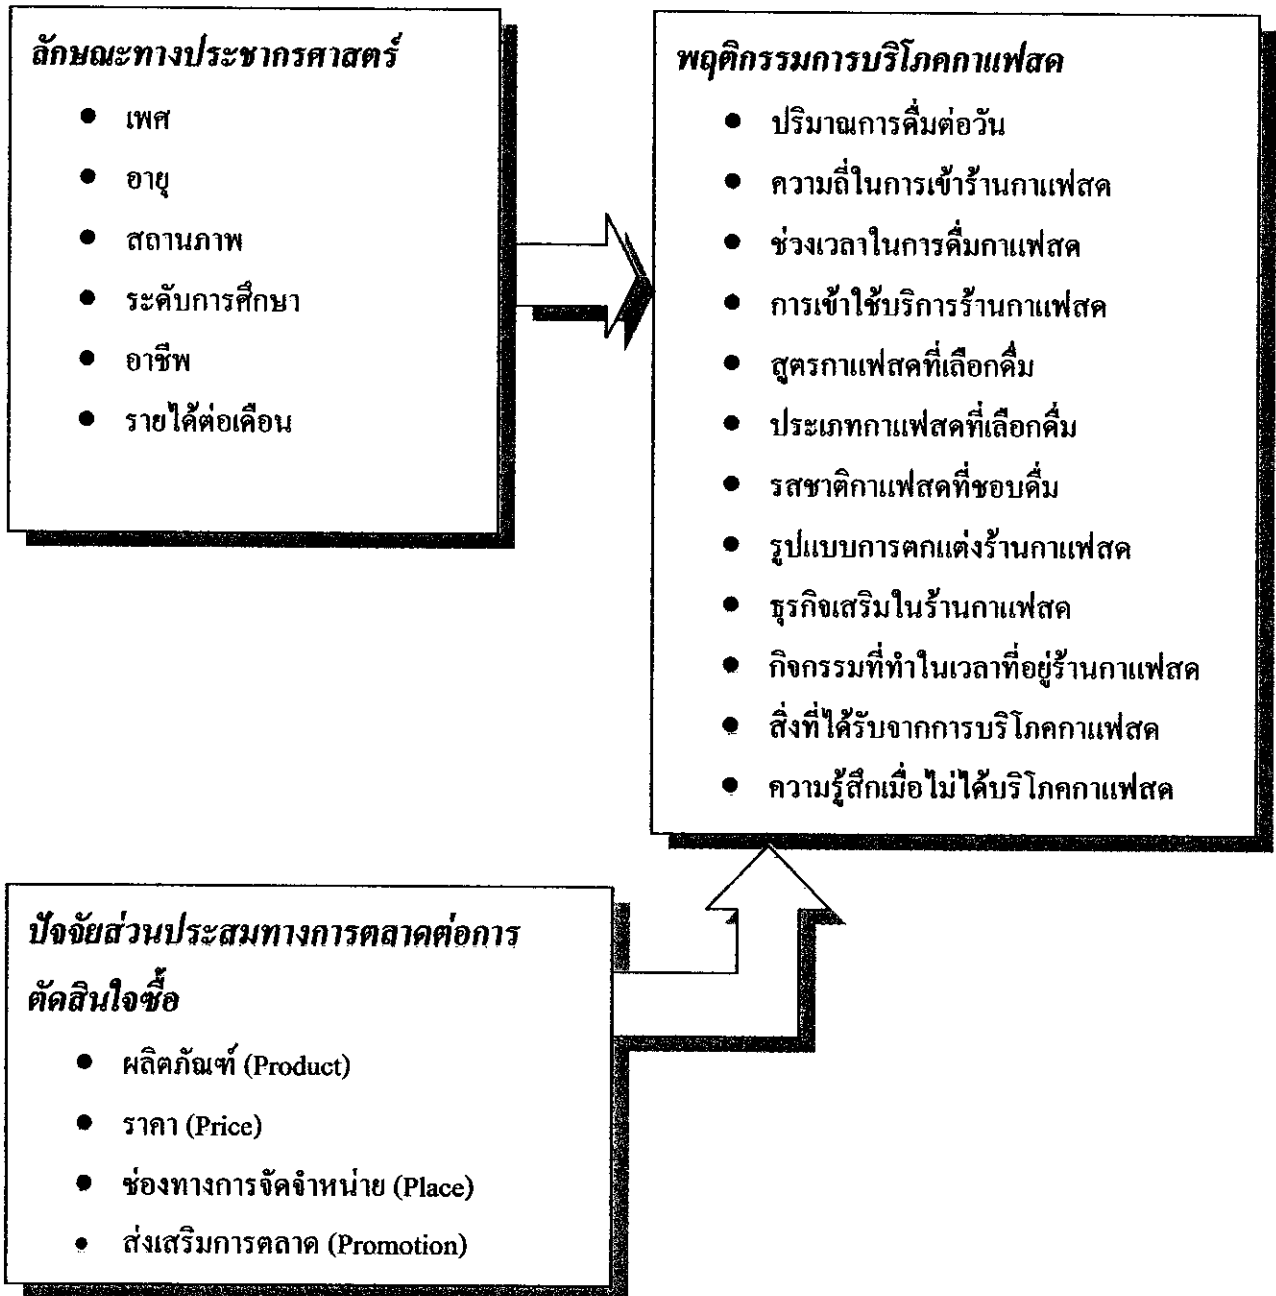 ลักษณะทางประชากรศาสตร์
● เพศ
● อายุ
● สถานภาพ
● ระดับการศึกษา
● อาชีพ
● รายได้ต่อเดือน
พฤติกรรมการบริโภคกาแฟสด
● ปริมาณการดื่มต่อวัน
● ความถี่ในการเข้าร้านกาแฟสด
● ช่วงเวลาในการดื่มกาแฟสด
● การเข้าใช้บริการร้านกาแฟสด
● สูตรกาแฟสดที่เลือกดื่ม
● ประเภทกาแฟสดที่เลือกดื่ม
● รสชาติกาแฟสดที่ชอบดื่ม
● รูปแบบการตกแต่งร้านกาแฟสด
● ธุรกิจเสริมในร้านกาแฟสด
● กิจกรรมที่ทำในเวลาที่อยู่ร้านกาแฟสด
● สิ่งที่ได้รับจากการบริโภคกาแฟสด
● ความรู้สึกเมื่อไม่ได้บริโภคกาแฟสด
ปัจจัยส่วนประสมทางการตลาดต่อการ
ตัดสินใจซื้อ
● ผลิตภัณฑ์ (Product)
● ราคา (Price)
● ช่องทางการจัดจำหน่าย (Place)
● ส่งเสริมการตลาด (Promotion)